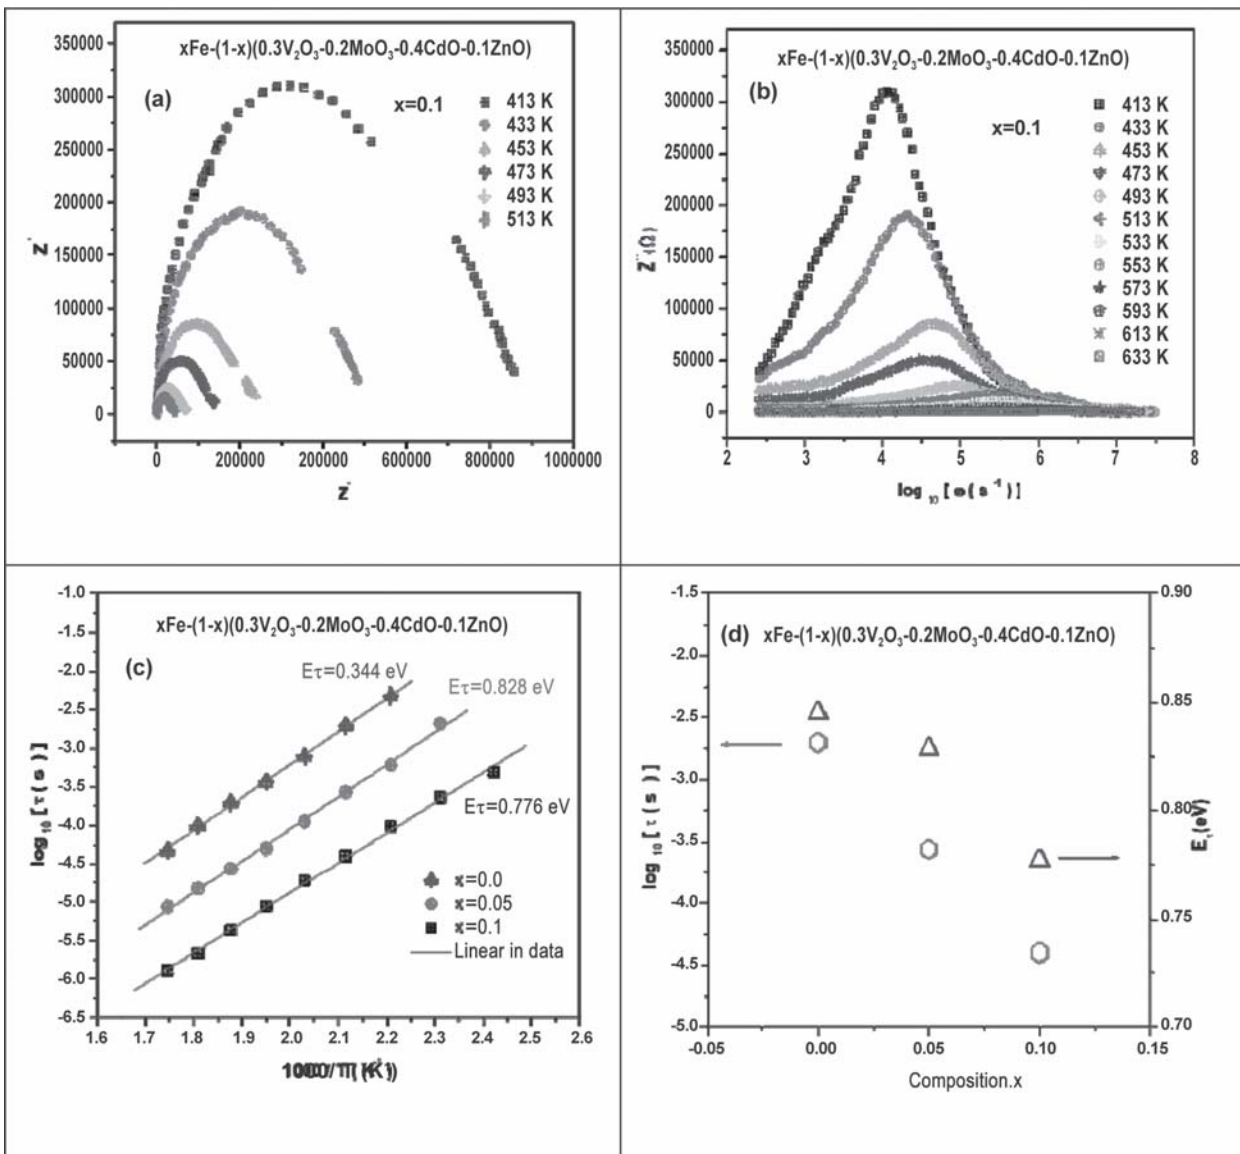 xFe-(1-x)(0.3V₂O₃-0.2MoO₃-0.4CdO-0.1ZnO)
(a)
x=0.1
413 K
433 K
453 K
473 K
493 K
513 K
350000
300000
250000
200000
150000
100000
50000
0
0
200000
200000
600000
800000
1000000
xFe-(1-x)(0.3V₂O₃-0.2MoO₃-0.4CdO-0.1ZnO)
(b)
x=0.1
413 K
433 K
453 K
473 K
493 K
513 K
533 K
553 K
573 K
593 K
613 K
633 K
350000
300000
250000
200000
150000
100000
50000
0
Z''(Ω)
2
3
4
5
6
7
8
log₁₀[ω(s⁻¹)]
xFe-(1-x)(0.3V₂O₃-0.2MoO₃-0.4CdO-0.1ZnO)
(c)
Eτ=0.344 eV
Eτ=0.828 eV
Eτ=0.776 eV
x=0.0
x=0.05
x=0.1
Linear in data
-1.0
-1.5
-2.0
-2.5
-3.0
-3.5
-4.0
-4.5
-5.0
-5.5
-6.0
-6.5
log₁₀[τ(s)]
1.6
1.7
1.8
1.9
2.0
2.1
2.2
2.3
2.4
2.5
2.6
(d)
xFe-(1-x)(0.3V₂O₃-0.2MoO₃-0.4CdO-0.1ZnO)
-1.5
-2.0
-2.5
-3.0
-3.5
-4.0
-4.5
-5.0
log₁₀[τ(s)]
0.90
0.85
0.80
0.75
0.70
Eτ(eV)
-0.05
0.00
0.05
0.10
0.15
Composition.x